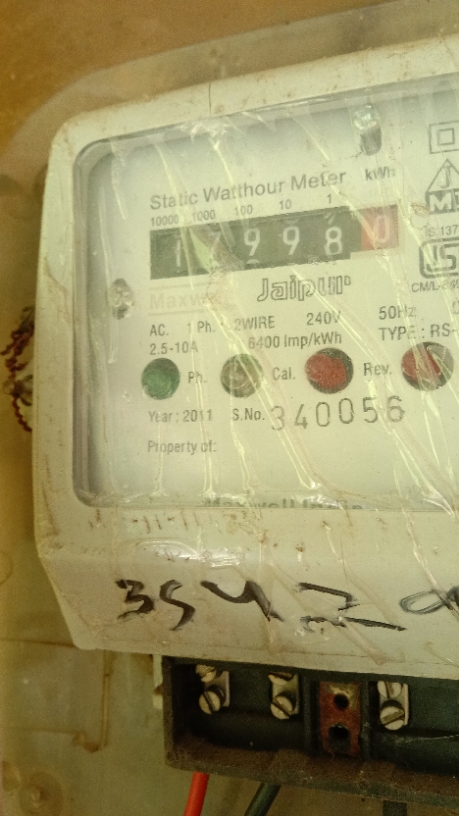 Static Watthour Meter kWh
10000 1000 100 10 1
17998 0
Jaipur
Maxwell
AC. 1 Ph. 2WIRE 240V 50Hz
2.5-10A 6400 Imp/kWh TYPE : RS-
Ph. Cal. Rev.
Year : 2011 S.No. 340056
Property of: